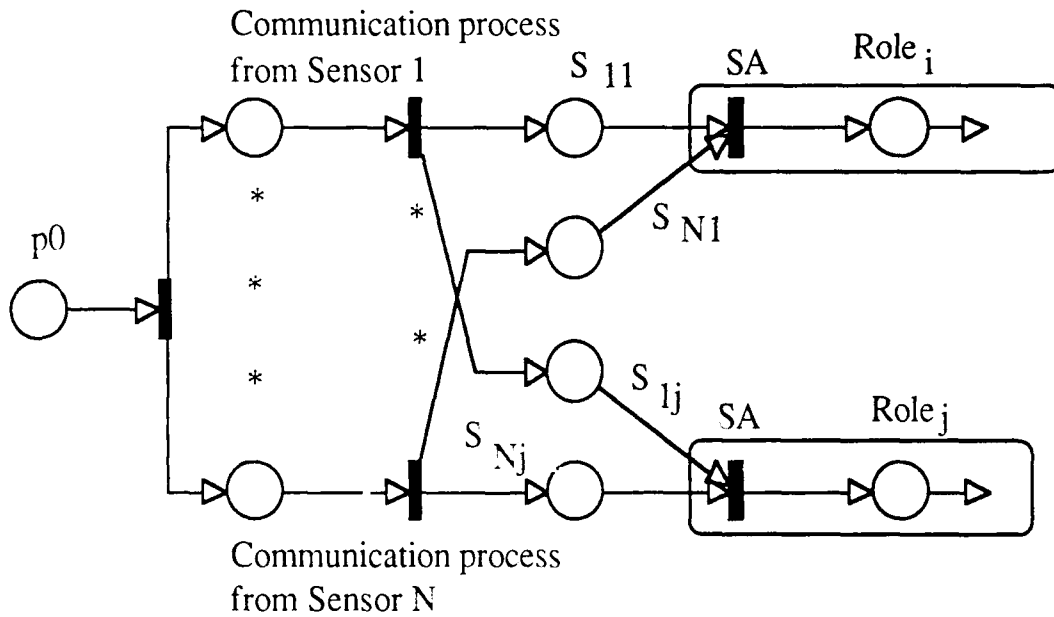 Communication process
from Sensor 1
S 11
SA
Role i
*
*
p0
S N1
*
*
*
S 1j
SA
Role j
S Nj
Communication process
from Sensor N